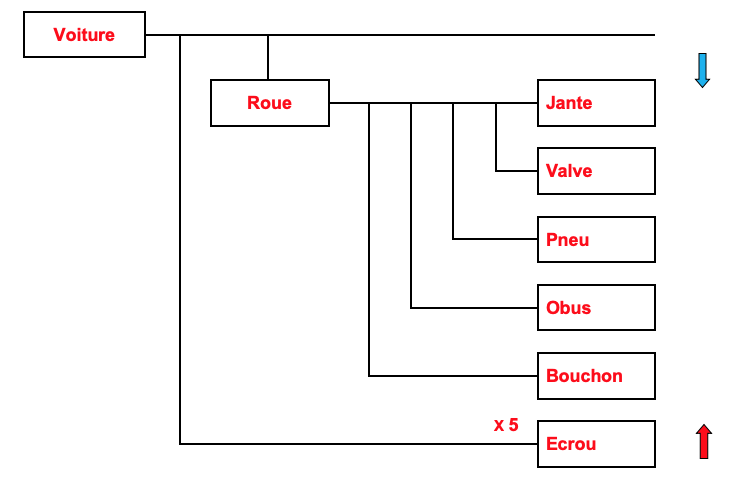 Voiture
Roue
Jante
Valve
Pneu
Obus
Bouchon
x 5
Ecrou